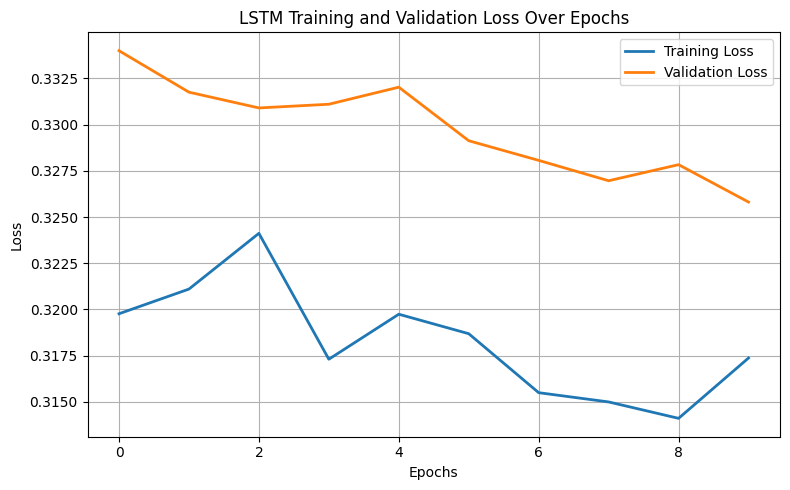 LSTM Training and Validation Loss Over Epochs
Training Loss
Validation Loss
0.3325
0.3300
0.3275
0.3250
0.3225
0.3200
0.3175
0.3150
Loss
0 2 4 6 8
Epochs